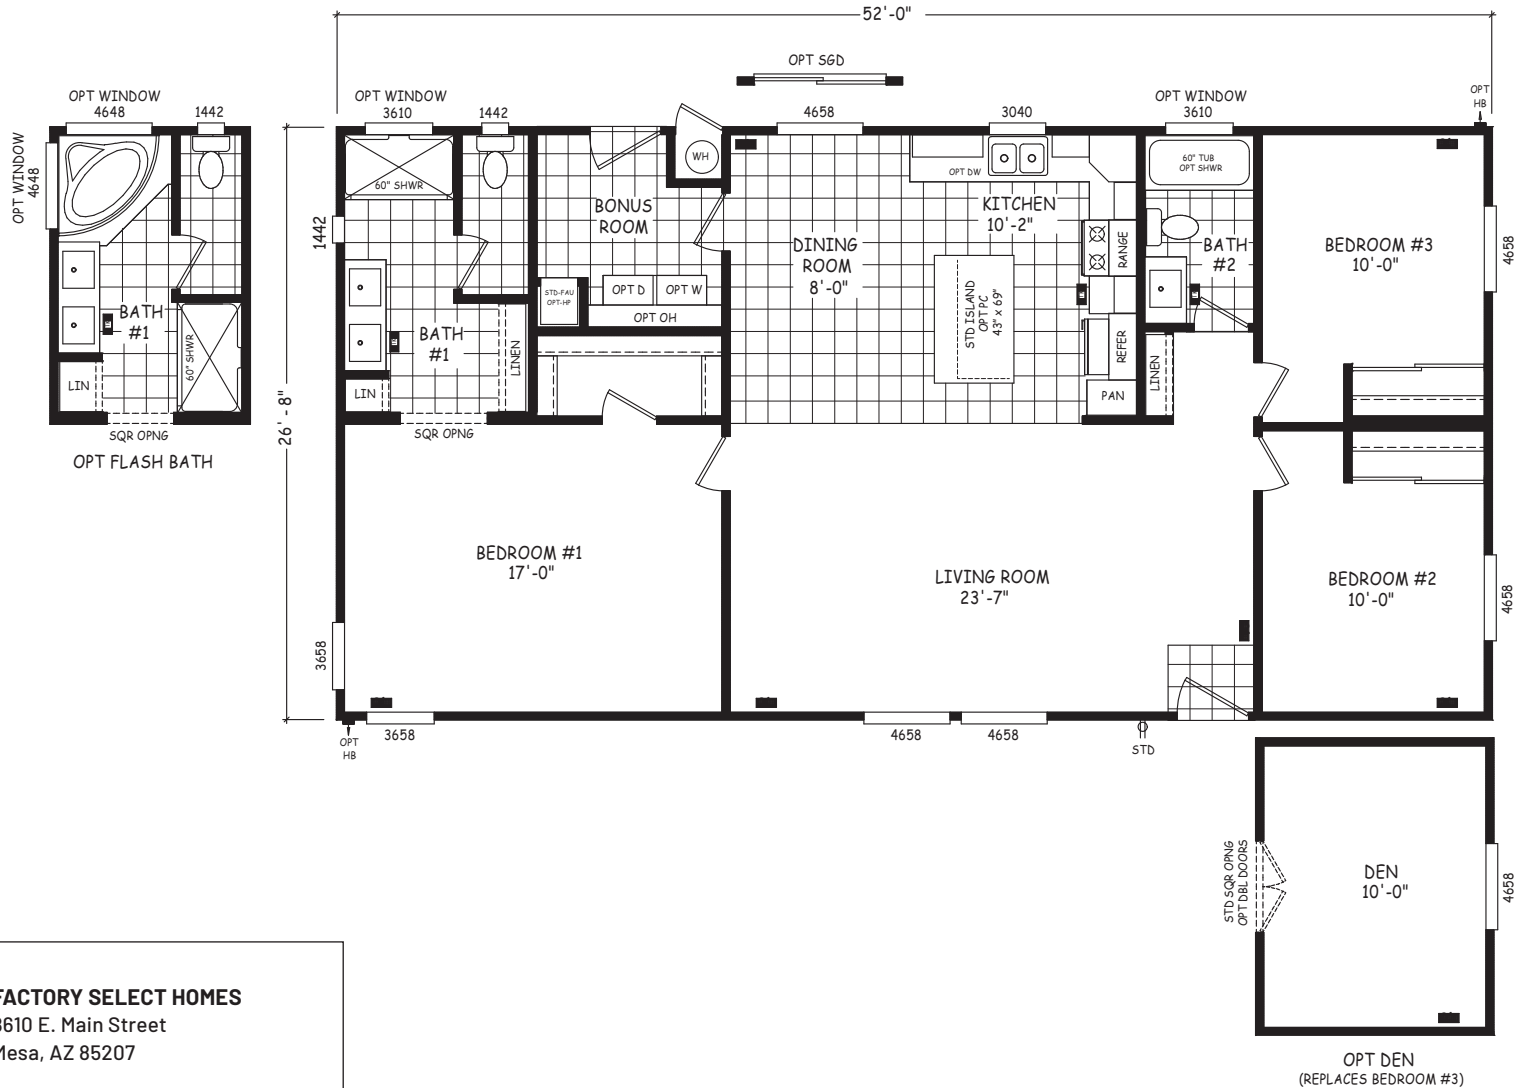 52'-0"
OPT SGD
OPT WINDOW
4648
1442
OPT WINDOW
3610
1442
4658
3040
OPT WINDOW
3610
OPT
HB
OPT WINDOW
4648
60" SHWR
WH
OPT DW
60" TUB
OPT SHWR
BONUS
ROOM
KITCHEN
10'-2"
DINING
ROOM
8'-0"
RANGE
BATH
#2
BEDROOM #3
10'-0"
4658
1442
STD-FAU
OPT-HP
OPT D
OPT W
OPT OH
STD ISLAND
OPT PC
43" x 69"
BATH
#1
60" SHWR
LIN
BATH
#1
LINEN
LIN
REFER
PAN
LINEN
SQR OPNG
OPT FLASH BATH
SQR OPNG
26' - 8"
BEDROOM #1
17'-0"
LIVING ROOM
23'-7"
BEDROOM #2
10'-0"
4658
3658
OPT
HB
3658
4658
4658
STD
STD SQR OPNG
OPT DBL DOORS
DEN
10'-0"
4658
OPT DEN
(REPLACES BEDROOM #3)
FACTORY SELECT HOMES
8610 E. Main Street
Mesa, AZ 85207